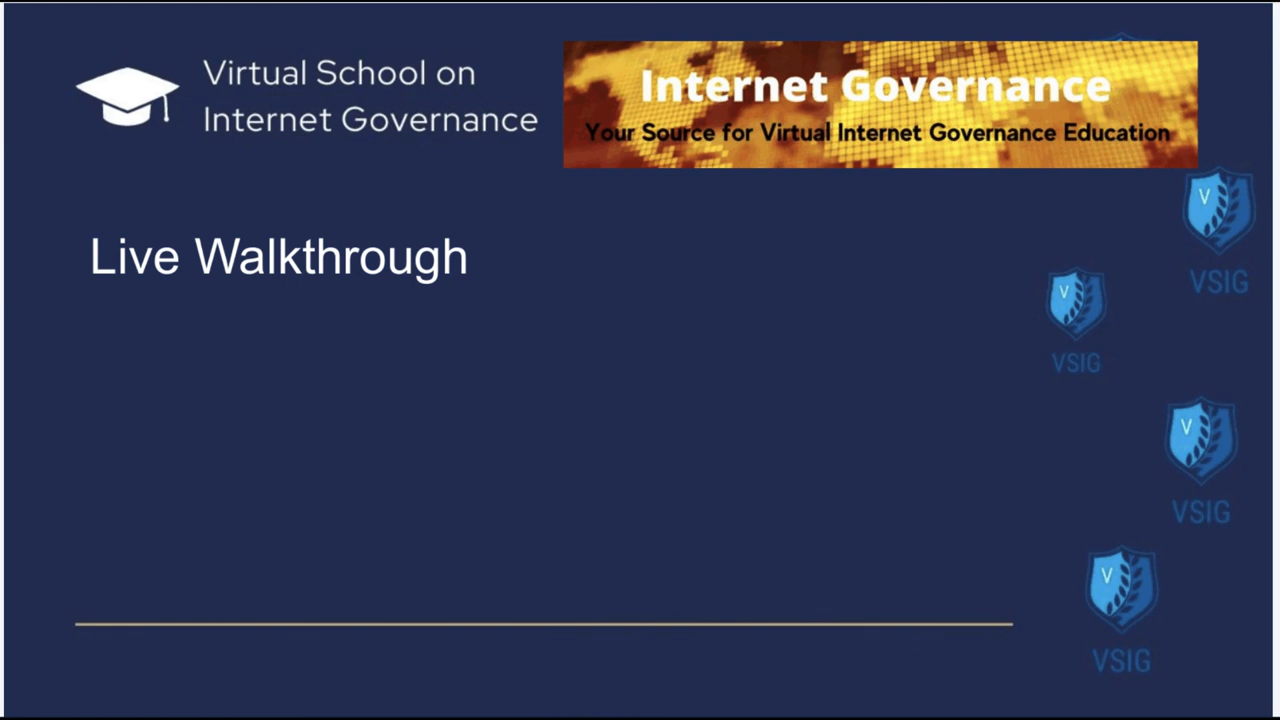 Virtual School on
Internet Governance
Internet Governance
Your Source for Virtual Internet Governance Education
Live Walkthrough
V
VSIG
V
VSIG
V
VSIG
V
VSIG